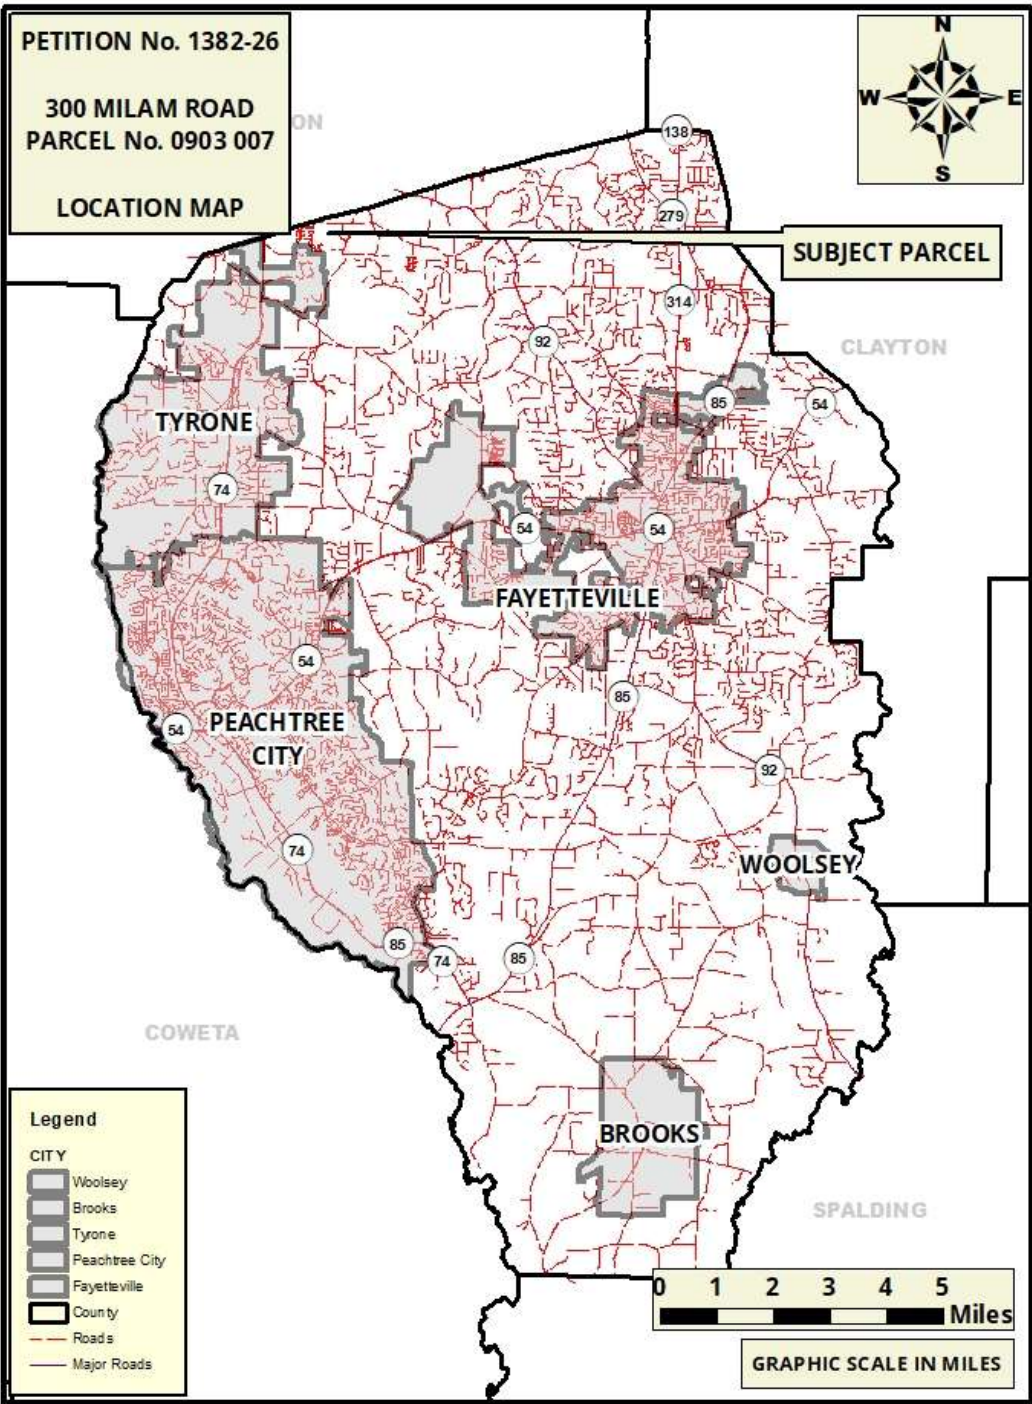 PETITION No. 1382-26
300 MILAM ROAD
PARCEL No. 0903 007
LOCATION MAP
N
W
E
S
ON
138
279
SUBJECT PARCEL
314
92
CLAYTON
85
54
TYRONE
74
54
54
FAYETTEVILLE
54
85
PEACHTREE
CITY
54
92
74
WOOLSEY
85
74
85
COWETA
BROOKS
SPALDING
Legend
CITY
Woolsey
Brooks
Tyrone
Peachtree City
Fayetteville
County
Roads
Major Roads
0 1 2 3 4 5
Miles
GRAPHIC SCALE IN MILES